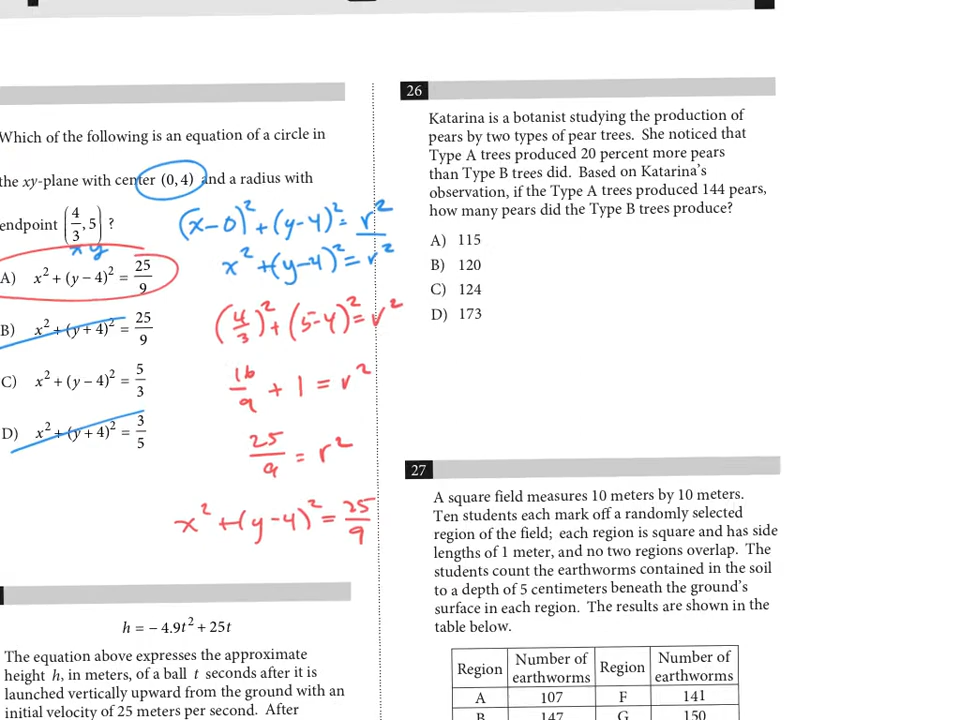 Which of the following is an equation of a circle in
the xy-plane with center (0, 4) and a radius with
endpoint (4/3, 5) ?
x y
A) x² + (y – 4)² = 25/9
B) x² + (y + 4)² = 25/9
C) x² + (y – 4)² = 5/3
D) x² + (y + 4)² = 3/5
(x-0)² + (y-4)² = r²
x² + (y-4)² = r²
(4/3)² + (5-4)² = r²
16/9 + 1 = r²
25/9 = r²
x² + (y-4)² = 25/9
h = – 4.9t² + 25t
The equation above expresses the approximate
height h, in meters, of a ball t seconds after it is
launched vertically upward from the ground with an
initial velocity of 25 meters per second. After
26
Katarina is a botanist studying the production of
pears by two types of pear trees. She noticed that
Type A trees produced 20 percent more pears
than Type B trees did. Based on Katarina's
observation, if the Type A trees produced 144 pears,
how many pears did the Type B trees produce?
A) 115
B) 120
C) 124
D) 173
27
A square field measures 10 meters by 10 meters.
Ten students each mark off a randomly selected
region of the field; each region is square and has side
lengths of 1 meter, and no two regions overlap. The
students count the earthworms contained in the soil
to a depth of 5 centimeters beneath the ground's
surface in each region. The results are shown in the
table below.
Region Number of earthworms Region Number of earthworms
A 107 F 141
B 147 G 150